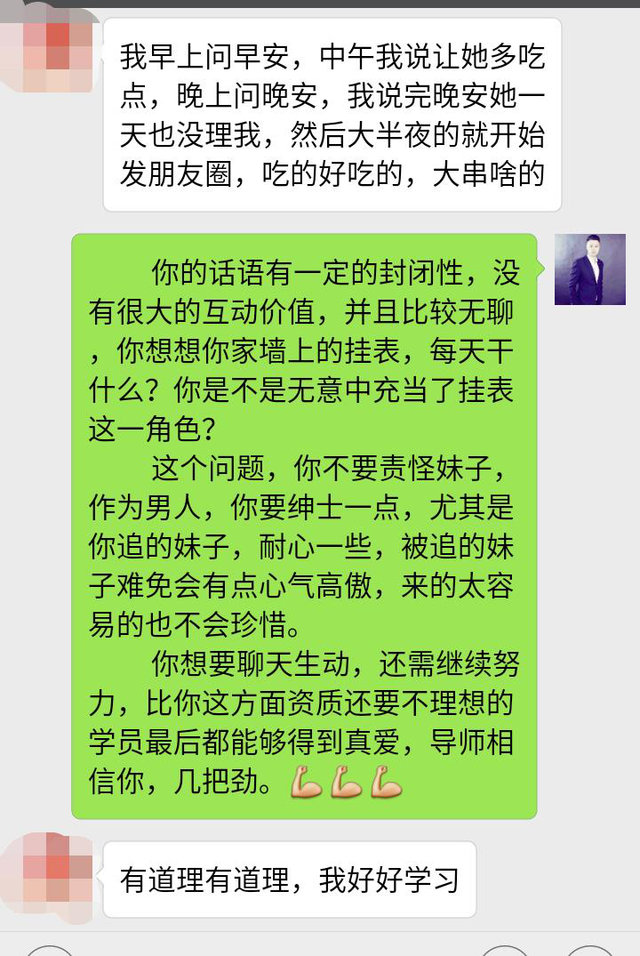 我早上问早安，中午我说让她多吃
点，晚上问晚安，我说完晚安她一
天也没理我，然后大半夜的就开始
发朋友圈，吃的好吃的，大串啥的
你的话语有一定的封闭性，没
有很大的互动价值，并且比较无聊
，你想想你家墙上的挂表，每天干
什么？你是不是无意中充当了挂表
这一角色？
这个问题，你不要责怪妹子，
作为男人，你要绅士一点，尤其是
你追的妹子，耐心一些，被追的妹
子难免会有点心气高傲，来的太容
易的也不会珍惜。
你想要聊天生动，还需继续努
力，比你这方面资质还要不理想的
学员最后都能够得到真爱，导师相
信你，几把劲。💪💪💪
有道理有道理，我好好学习